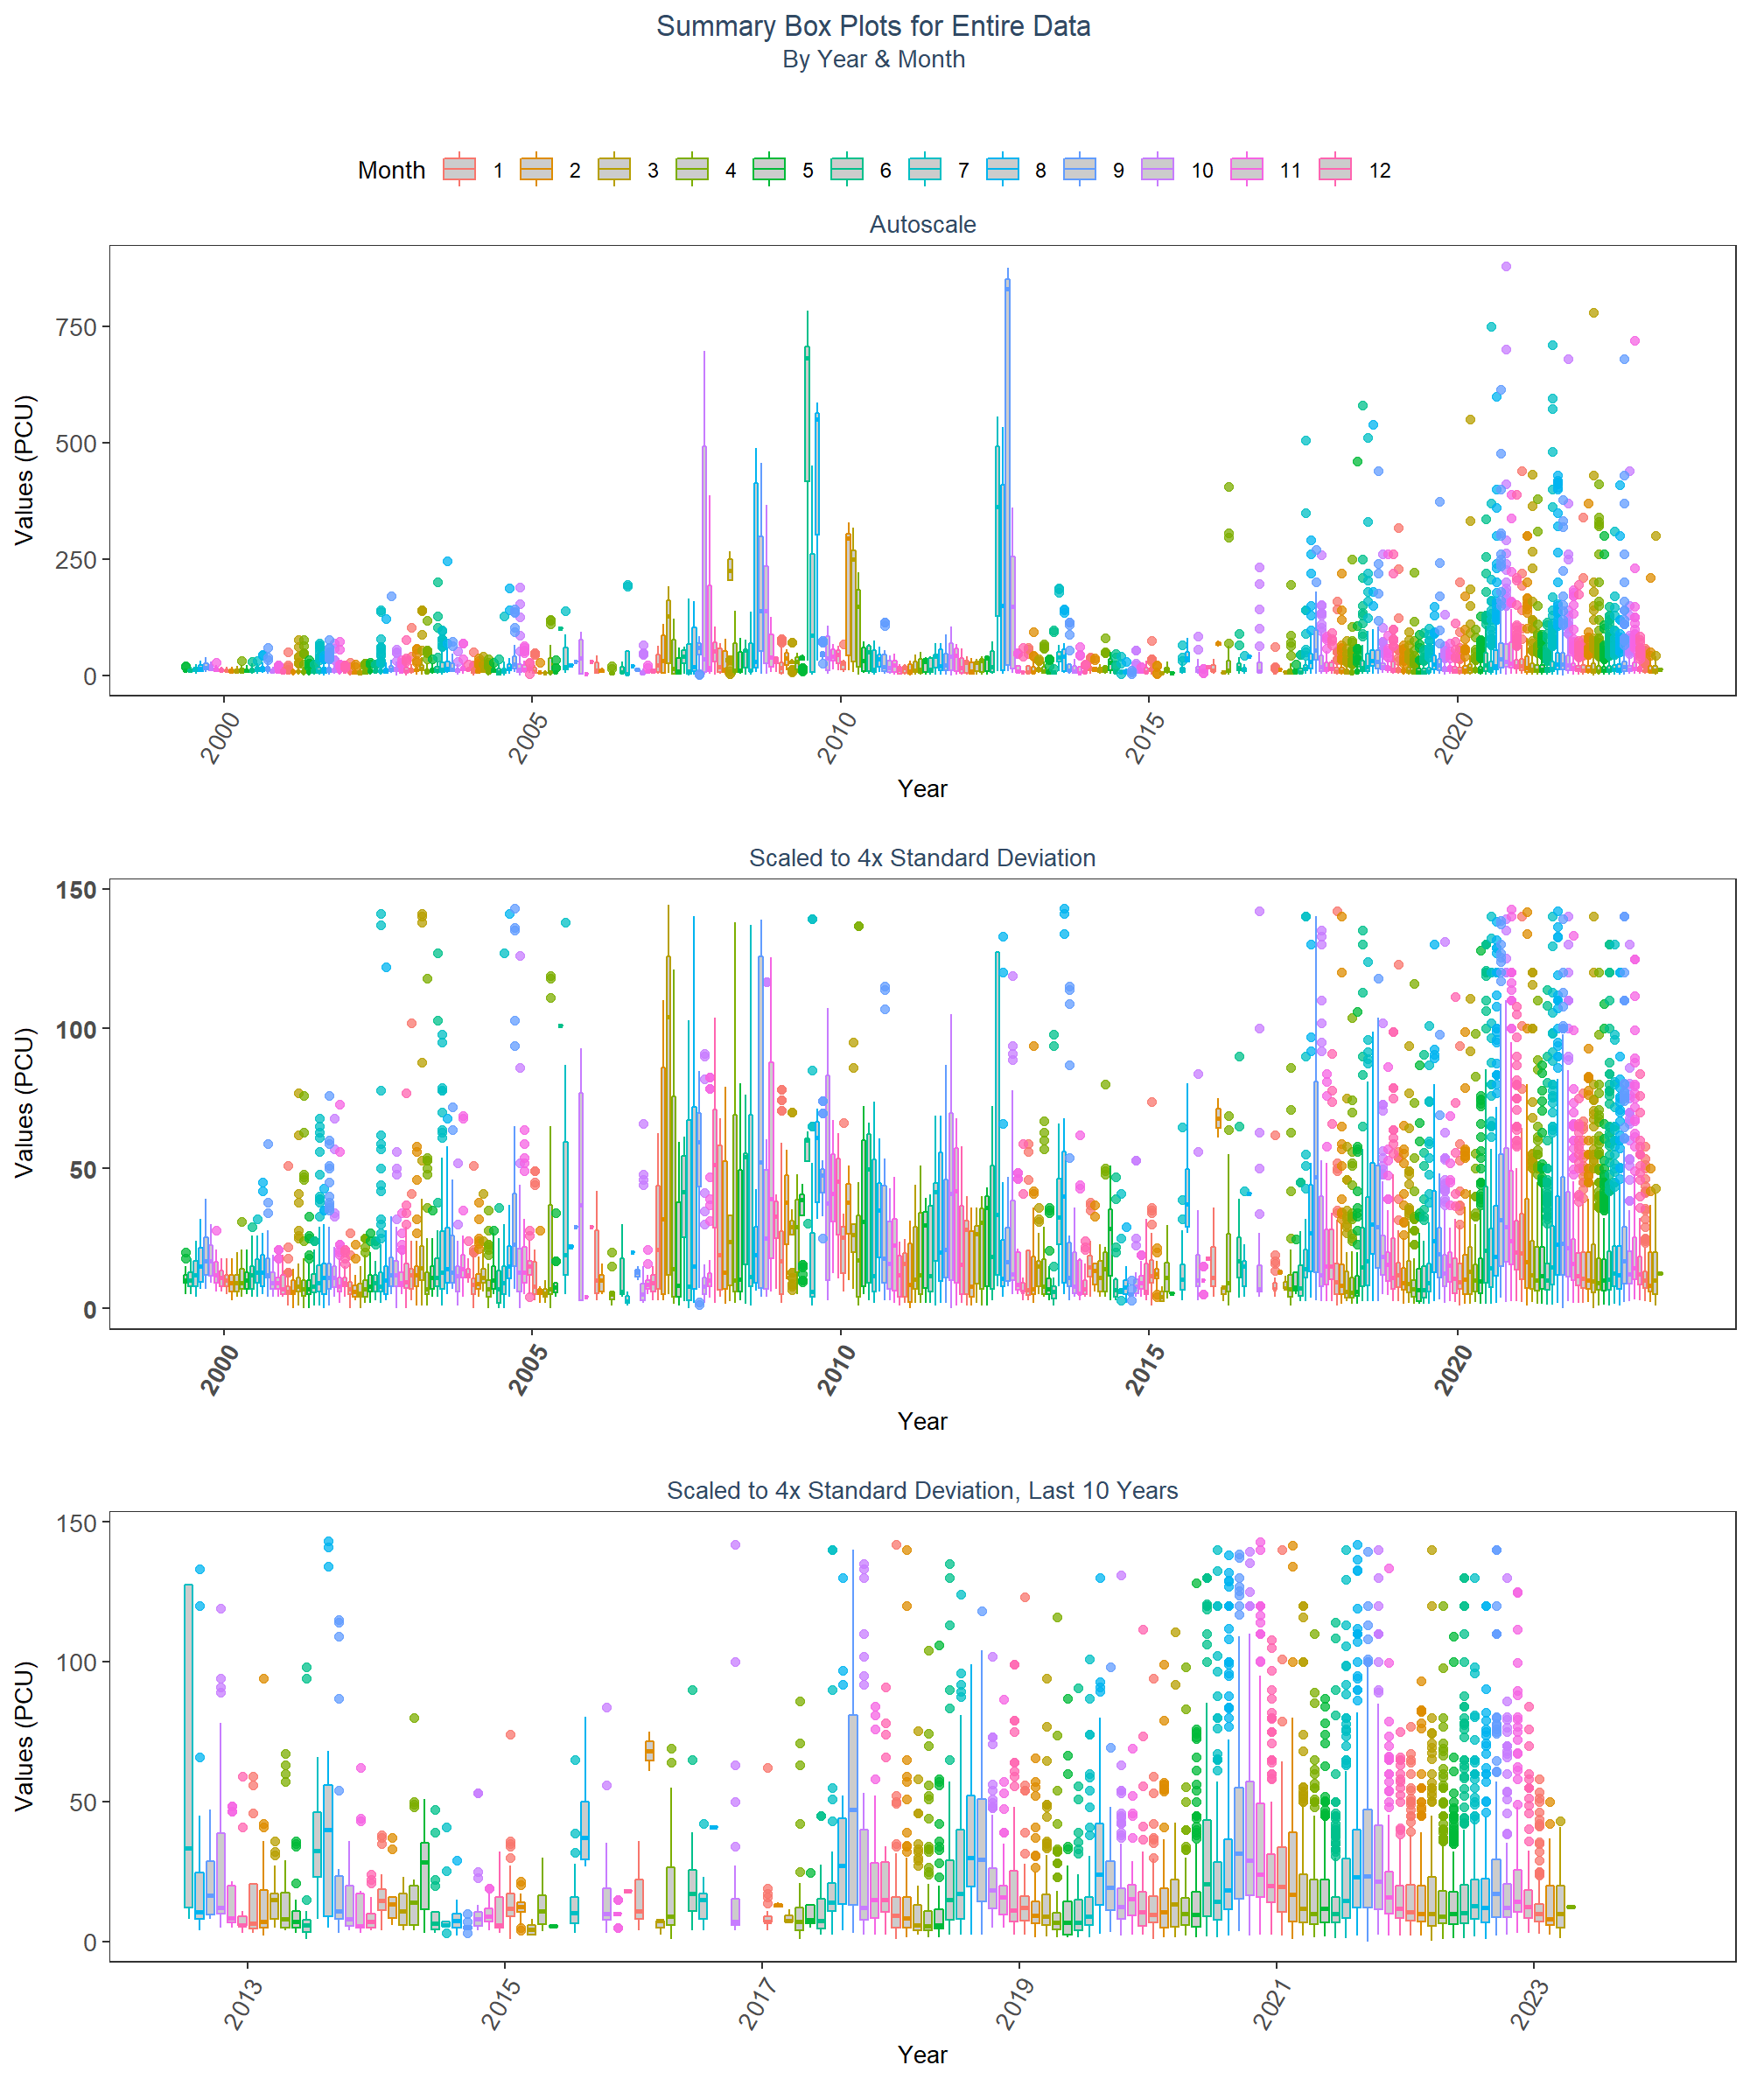 Summary Box Plots for Entire Data
By Year & Month
Month 1 2 3 4 5 6 7 8 9 10 11 12
Autoscale
Values (PCU)
750
500
250
0
2000 2005 2010 2015 2020
Year
Scaled to 4x Standard Deviation
Values (PCU)
150
100
50
0
2000 2005 2010 2015 2020
Year
Scaled to 4x Standard Deviation, Last 10 Years
Values (PCU)
150
100
50
0
2013 2015 2017 2019 2021 2023
Year